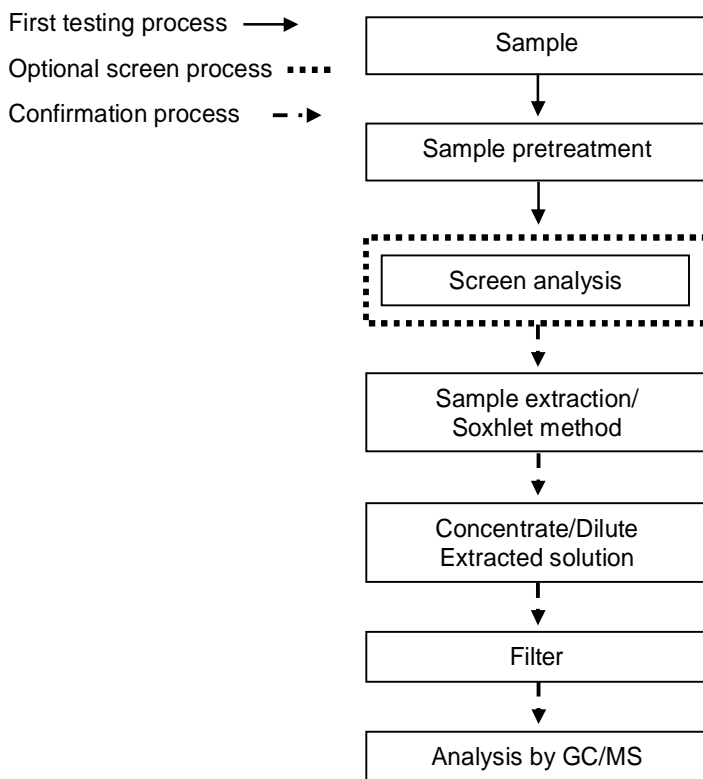 First testing process
Optional screen process
Confirmation process
Sample
Sample pretreatment
Screen analysis
Sample extraction/
Soxhlet method
Concentrate/Dilute
Extracted solution
Filter
Analysis by GC/MS